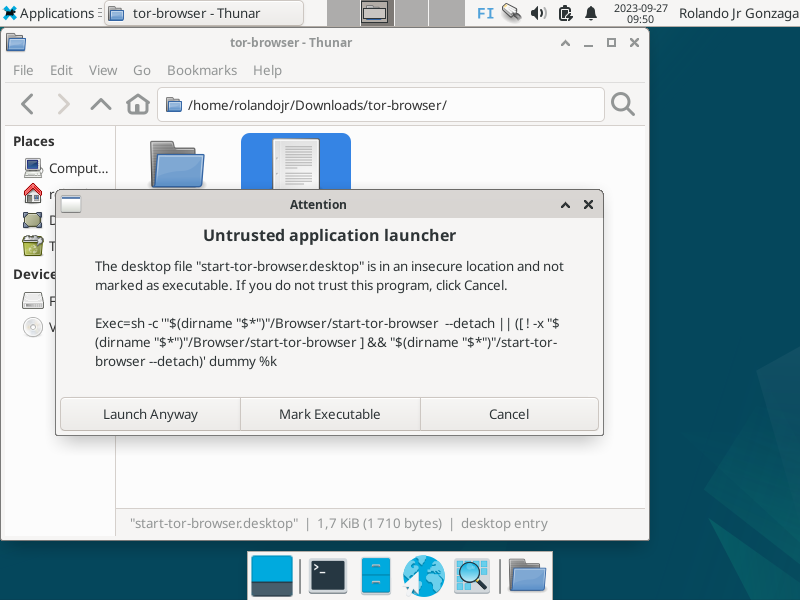 Applications
tor-browser - Thunar
FI
2023-09-27
09:50
Rolando Jr Gonzaga
tor-browser - Thunar
File Edit View Go Bookmarks Help
/home/rolandojr/Downloads/tor-browser/
Places
Comput...
Device
Attention
Untrusted application launcher
The desktop file "start-tor-browser.desktop" is in an insecure location and not
marked as executable. If you do not trust this program, click Cancel.
Exec=sh -c '"$(dirname "$*")"/Browser/start-tor-browser --detach || ([ ! -x "$
(dirname "$*")"/Browser/start-tor-browser ] && "$(dirname "$*")"/start-tor-
browser --detach)' dummy %k
Launch Anyway Mark Executable Cancel
"start-tor-browser.desktop" | 1,7 KiB (1 710 bytes) | desktop entry
>_